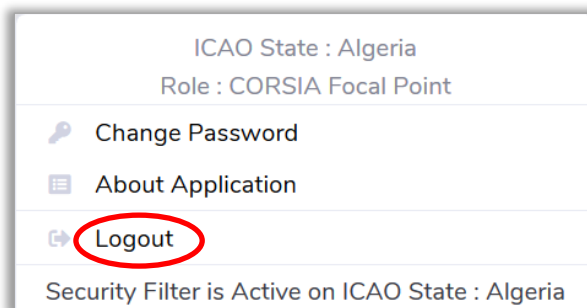 ICAO State : Algeria
Role : CORSIA Focal Point
Change Password
About Application
Logout
Security Filter is Active on ICAO State : Algeria